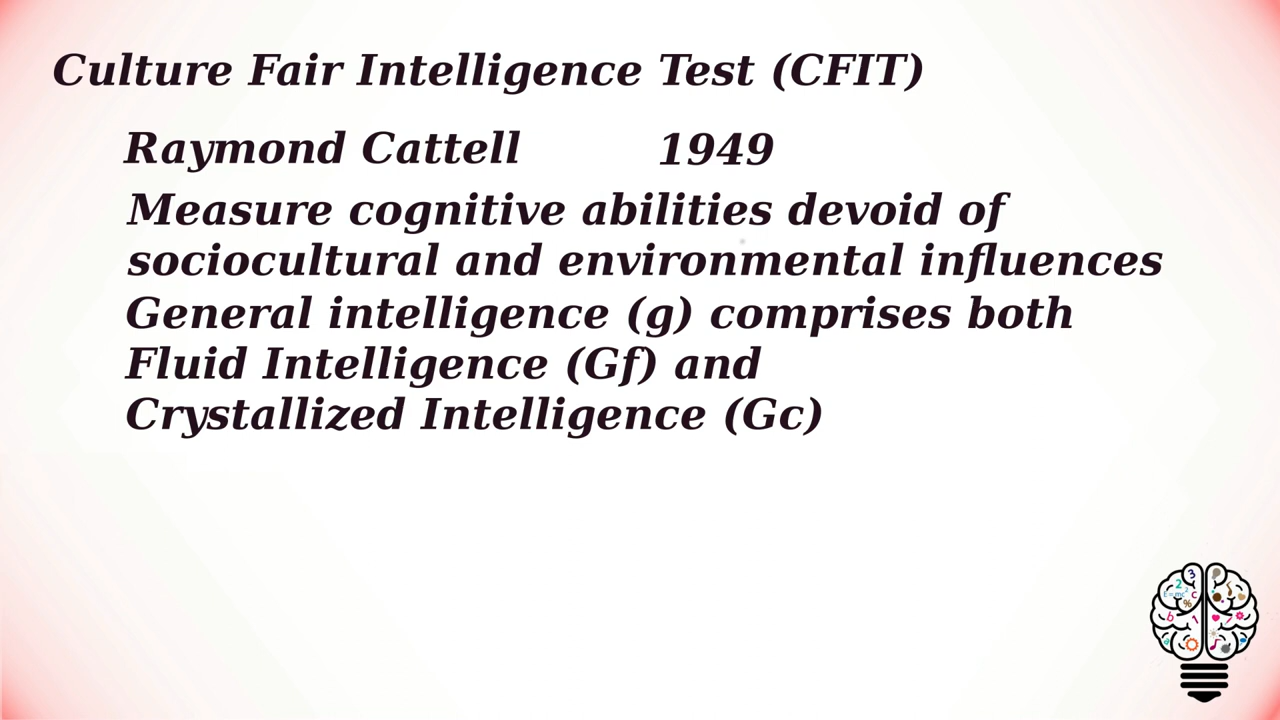 Culture Fair Intelligence Test (CFIT)
Raymond Cattell 1949
Measure cognitive abilities devoid of
sociocultural and environmental influences
General intelligence (g) comprises both
Fluid Intelligence (Gf) and
Crystallized Intelligence (Gc)